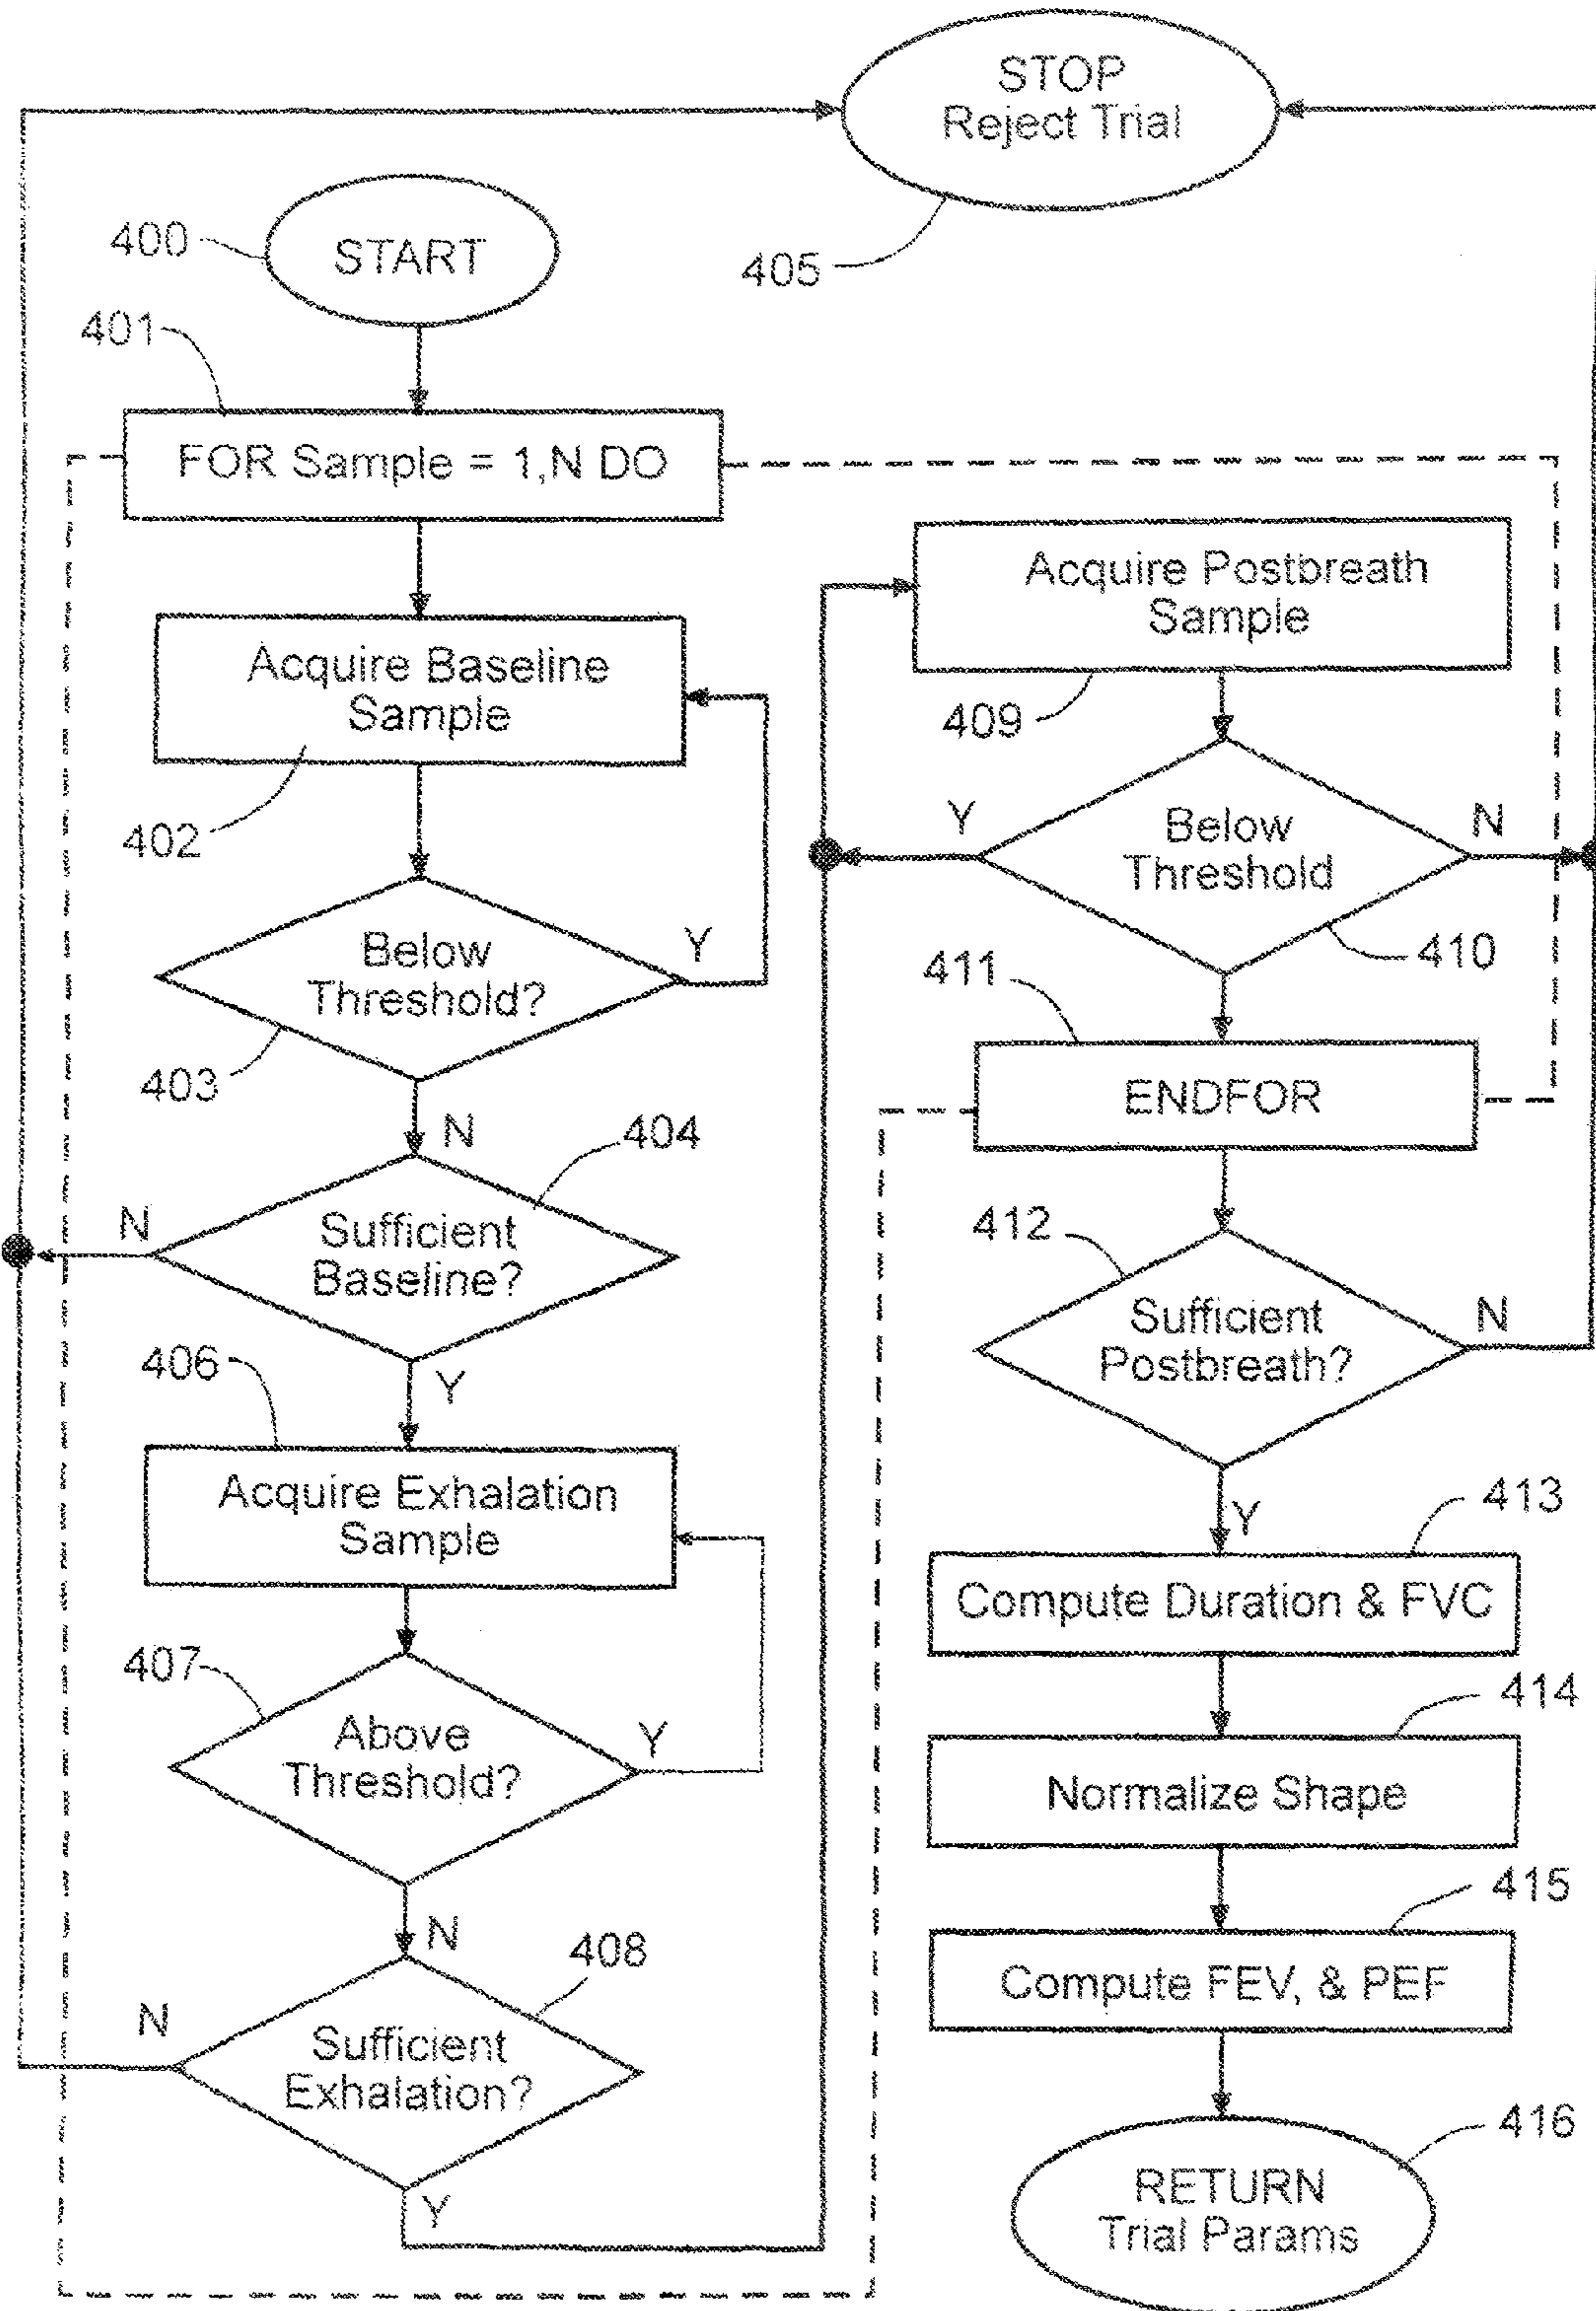 STOP
Reject Trial
405
400
START
401
FOR Sample = 1,N DO
Acquire Baseline
Sample
402
Below
Threshold?
Y
403
N
404
Sufficient
Baseline?
N
Y
406
Acquire Exhalation
Sample
407
Above
Threshold?
Y
N
408
Sufficient
Exhalation?
N
Y
Acquire Postbreath
Sample
409
Below
Threshold
Y
N
410
411
ENDFOR
412
Sufficient
Postbreath?
N
Y
413
Compute Duration & FVC
414
Normalize Shape
415
Compute FEV, & PEF
416
RETURN
Trial Params